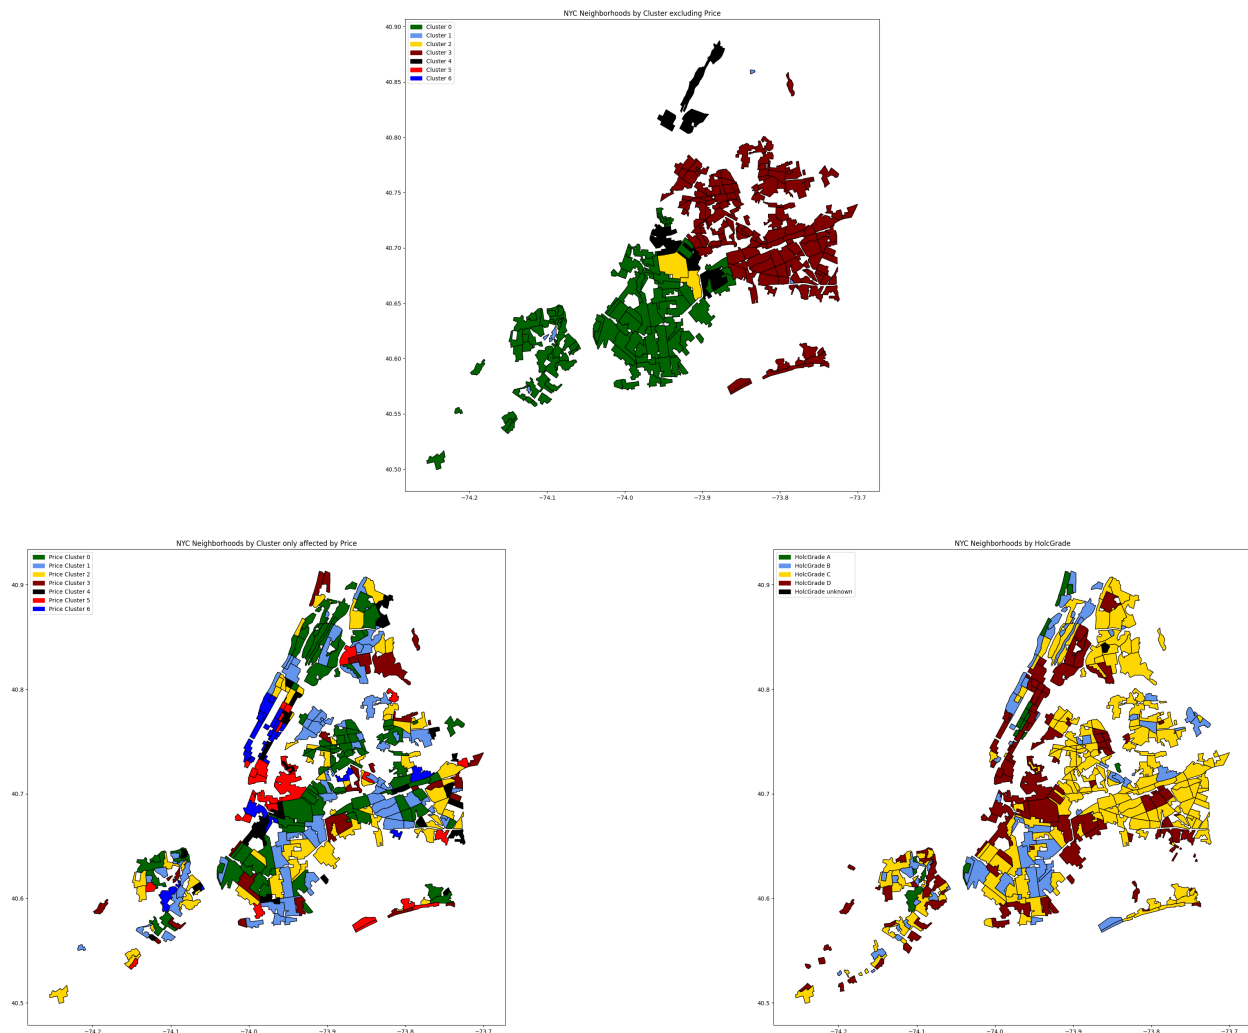 NYC Neighborhoods by Cluster excluding Price
Cluster 0
Cluster 1
Cluster 2
Cluster 3
Cluster 4
Cluster 5
Cluster 6
40.90
40.85
40.80
40.75
40.70
40.65
40.60
40.55
40.50
−74.2 −74.1 −74.0 −73.9 −73.8 −73.7
NYC Neighborhoods by Cluster only affected by Price
Price Cluster 0
Price Cluster 1
Price Cluster 2
Price Cluster 3
Price Cluster 4
Price Cluster 5
Price Cluster 6
40.9
40.8
40.7
40.6
40.5
−74.2 −74.1 −74.0 −73.9 −73.8 −73.7
NYC Neighborhoods by HolcGrade
HolcGrade A
HolcGrade B
HolcGrade C
HolcGrade D
HolcGrade unknown
40.9
40.8
40.7
40.6
40.5
−74.2 −74.1 −74.0 −73.9 −73.8 −73.7